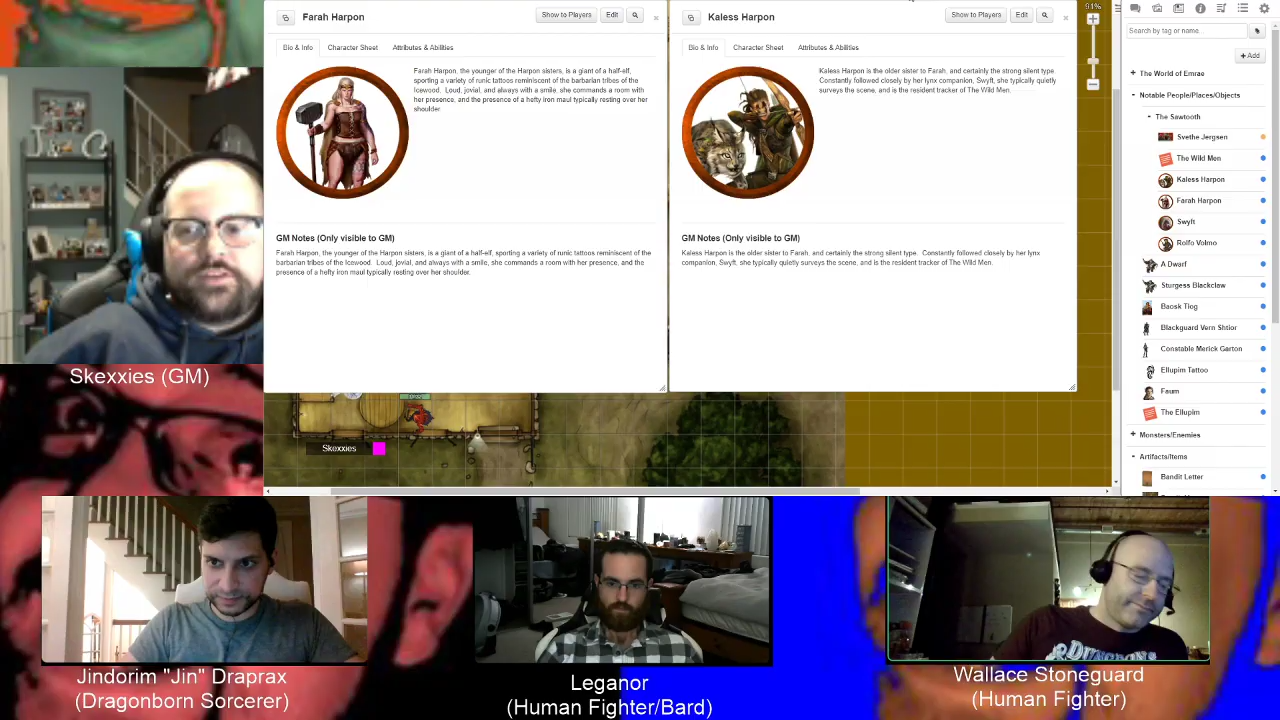 Farah Harpon
Show to Players
Edit
Bio & Info
Character Sheet
Attributes & Abilities
Farah Harpon, the younger of the Harpon sisters, is a giant of a half-elf,
sporting a variety of runic tattoos reminiscent of the barbarian tribes of the
Icewood. Loud, jovial, and always with a smile, she commands a room with
her presence, and the presence of a hefty iron maul typically resting over her
shoulder.
GM Notes (Only visible to GM)
Farah Harpon, the younger of the Harpon sisters, is a giant of a half-elf, sporting a variety of runic tattoos reminiscent of the
barbarian tribes of the Icewood. Loud, jovial, and always with a smile, she commands a room with her presence, and the
presence of a hefty iron maul typically resting over her shoulder.
Kaless Harpon
Show to Players
Edit
Bio & Info
Character Sheet
Attributes & Abilities
Kaless Harpon is the older sister to Farah, and certainly the strong silent type.
Constantly followed closely by her lynx companion, Swyft, she typically quietly
surveys the scene, and is the resident tracker of The Wild Men.
GM Notes (Only visible to GM)
Kaless Harpon is the older sister to Farah, and certainly the strong silent type. Constantly followed closely by her lynx
companion, Swyft, she typically quietly surveys the scene, and is the resident tracker of The Wild Men.
91%
Search by tag or name...
+ Add
The World of Emrae
Notable People/Places/Objects
The Sawtooth
Svethe Jergsen
The Wild Men
Kaless Harpon
Farah Harpon
Swyft
Rolfo Volmo
A Dwarf
Sturgess Blackclaw
Baosk Tiog
Blackguard Vern Shtior
Constable Merick Garton
Ellupim Tattoo
Faum
The Ellupim
Monsters/Enemies
Artifacts/Items
Bandit Letter
Skexxies
Skexxies (GM)
Jindorim "Jin" Draprax
(Dragonborn Sorcerer)
Leganor
(Human Fighter/Bard)
Wallace Stoneguard
(Human Fighter)